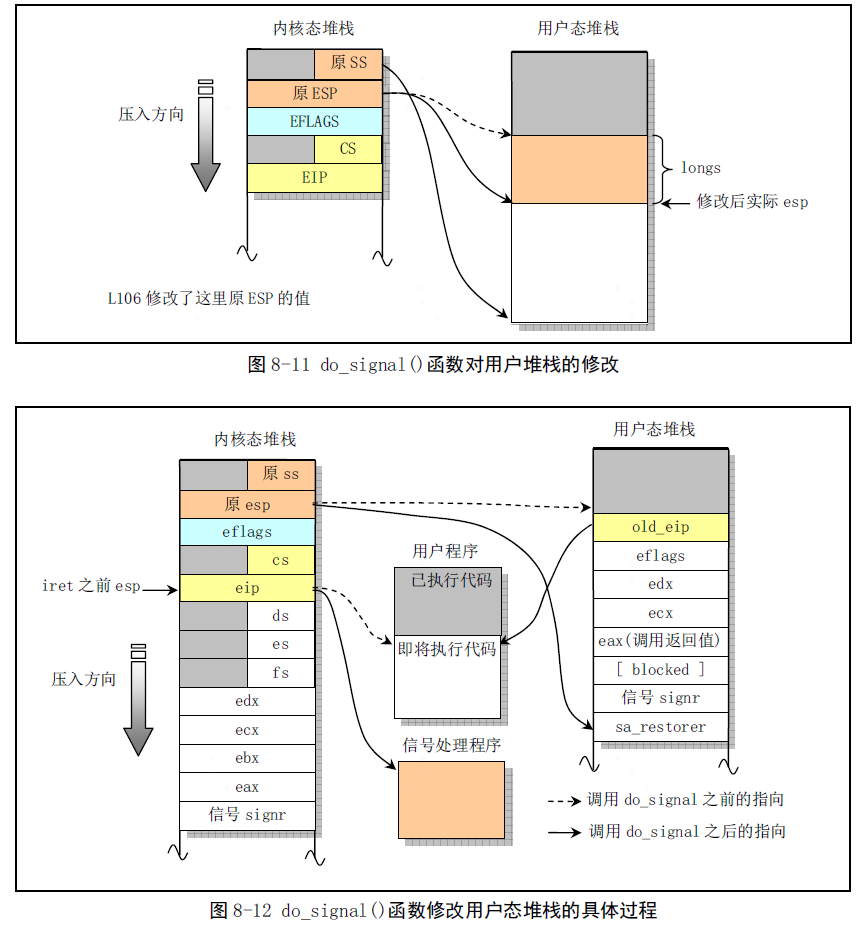 内核态堆栈
用户态堆栈
原SS
原ESP
EFLAGS
CS
EIP
压入方向
longs
修改后实际 esp
L106 修改了这里原 ESP 的值
图 8-11 do_signal()函数对用户堆栈的修改
内核态堆栈
用户态堆栈
原 ss
原 esp
eflags
cs
eip
ds
es
fs
edx
ecx
ebx
eax
信号 signr
iret 之前 esp
压入方向
用户程序
已执行代码
即将执行代码
信号处理程序
old_eip
eflags
edx
ecx
eax(调用返回值)
[ blocked ]
信号 signr
sa_restorer
调用 do_signal 之前的指向
调用 do_signal 之后的指向
图 8-12 do_signal()函数修改用户态堆栈的具体过程